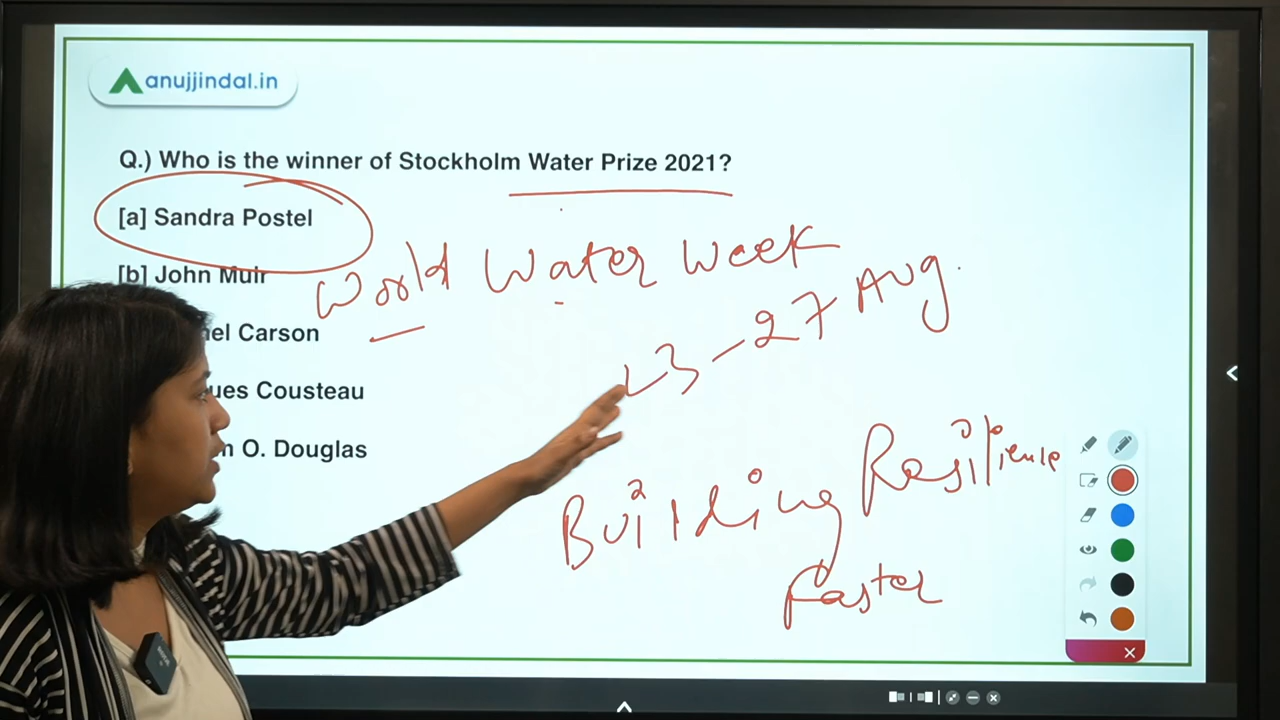 anujjindal.in
Q.) Who is the winner of Stockholm Water Prize 2021?
[a] Sandra Postel
[b] John Muir
World Water Week
el Carson
23 - 27 Aug
ues Cousteau
O. Douglas
Building Resilience
Faster